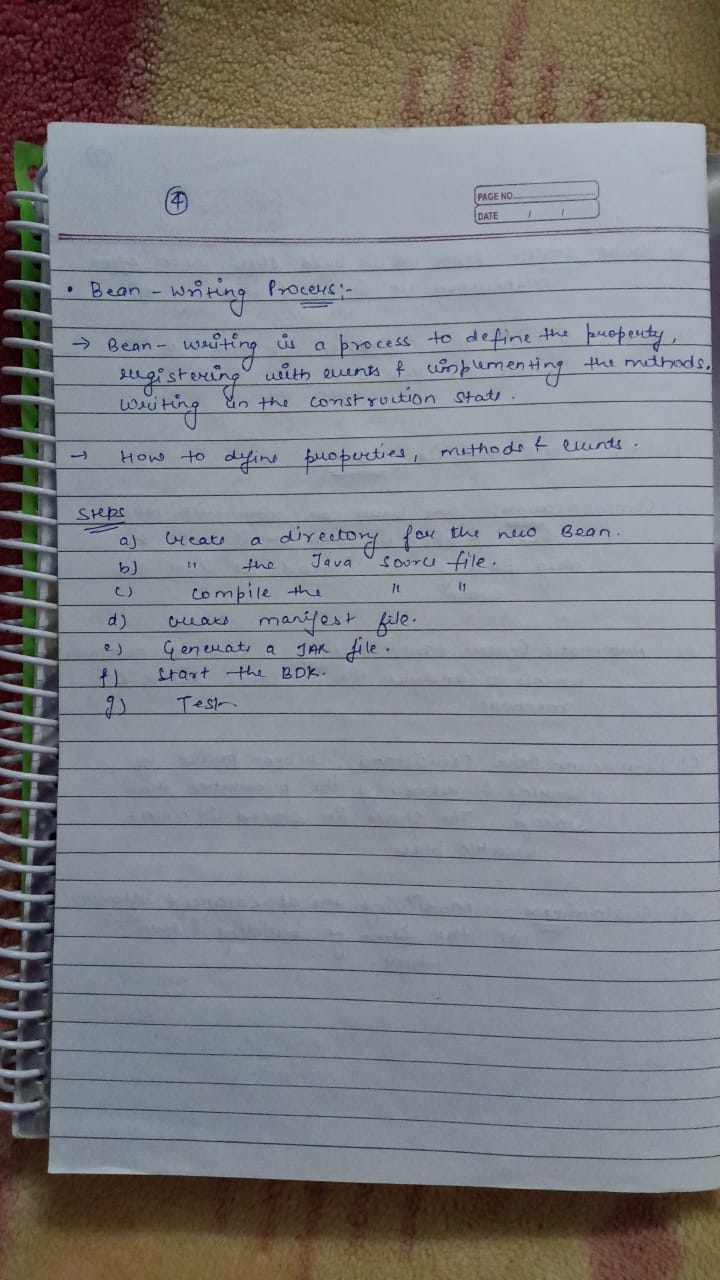 4
PAGE NO.
DATE / /
• Bean - writing Process:-
→ Bean - writing is a process to define the property,
registering with events & implementing the methods.
writing in the construction state.
→ How to define properties, methods & events.
Steps
a) Create a directory for the new Bean.
b) " the Java source file.
c) compile the " "
d) create manifest file.
e) Generate a JAR file.
f) Start the BDK.
g) Test.